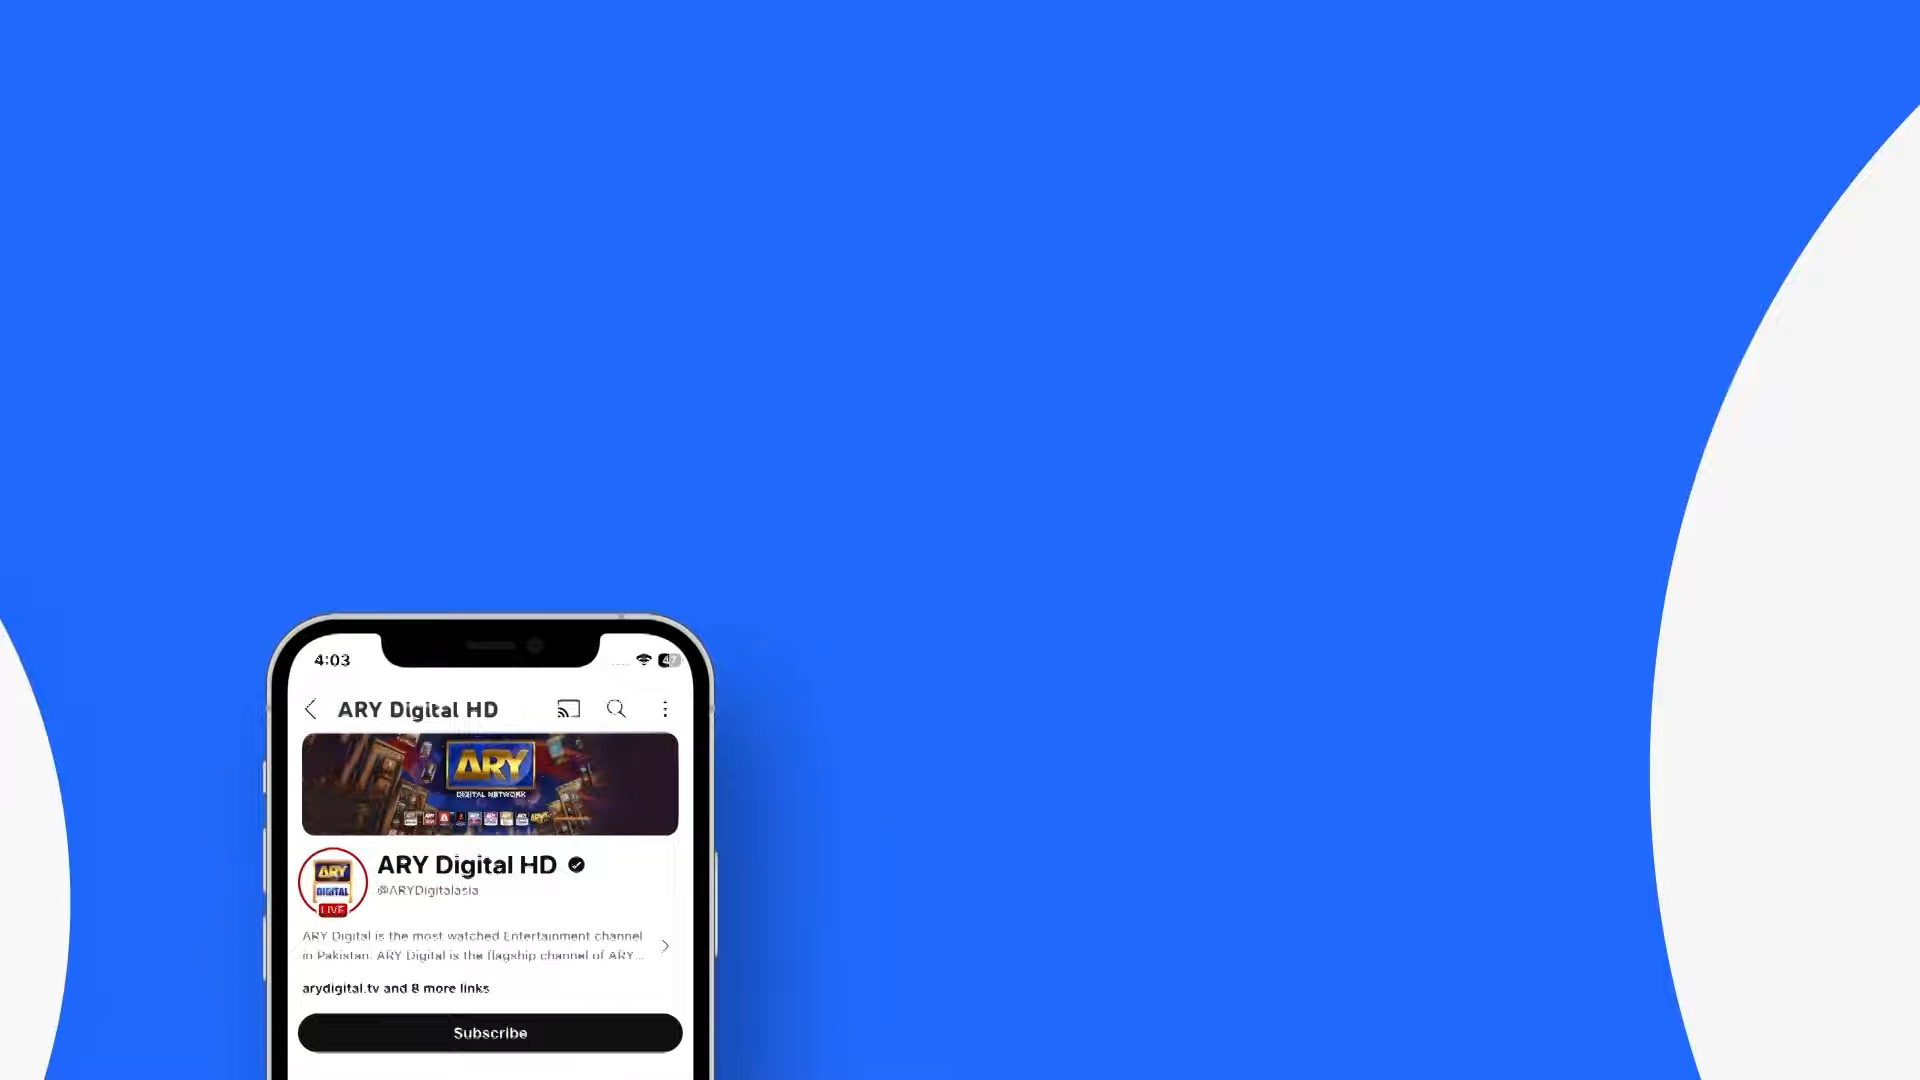 4:03
47
ARY Digital HD
ARY
DIGITAL NETWORK
ARY Digital HD
@ARYDigitalasia
ARY
DIGITAL
LIVE
ARY Digital is the most watched Entertainment channel
in Pakistan. ARY Digital is the flagship channel of ARY...
arydigital.tv and 8 more links
Subscribe